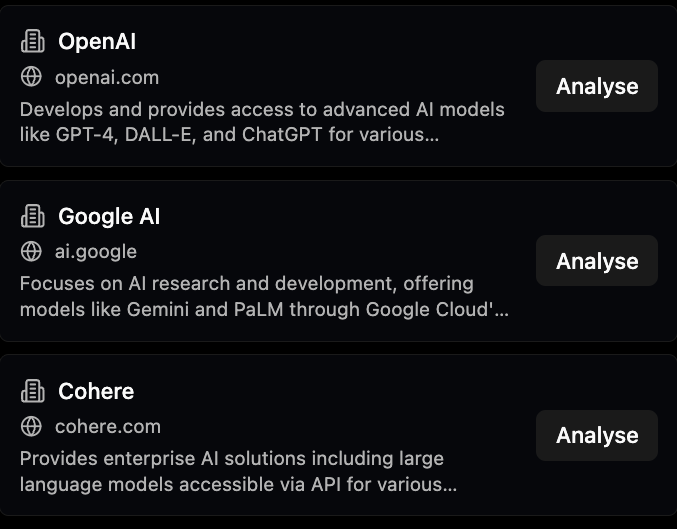 OpenAI
openai.com
Develops and provides access to advanced AI models
like GPT-4, DALL-E, and ChatGPT for various...
Analyse
Google AI
ai.google
Focuses on AI research and development, offering
models like Gemini and PaLM through Google Cloud'...
Analyse
Cohere
cohere.com
Provides enterprise AI solutions including large
language models accessible via API for various...
Analyse